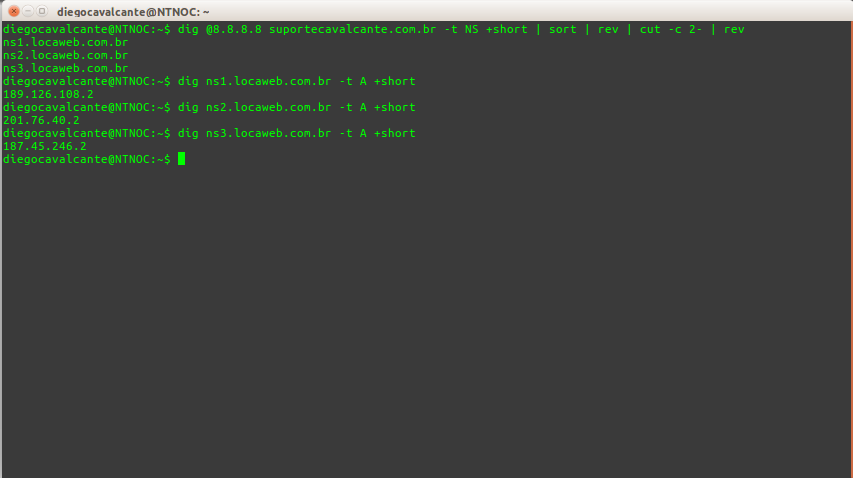 diegocavalcante@NTNOC: ~
diegocavalcante@NTNOC:~$ dig @8.8.8.8 suportecavalcante.com.br -t NS +short | sort | rev | cut -c 2- | rev
ns1.locaweb.com.br
ns2.locaweb.com.br
ns3.locaweb.com.br
diegocavalcante@NTNOC:~$ dig ns1.locaweb.com.br -t A +short
189.126.108.2
diegocavalcante@NTNOC:~$ dig ns2.locaweb.com.br -t A +short
201.76.40.2
diegocavalcante@NTNOC:~$ dig ns3.locaweb.com.br -t A +short
187.45.246.2
diegocavalcante@NTNOC:~$